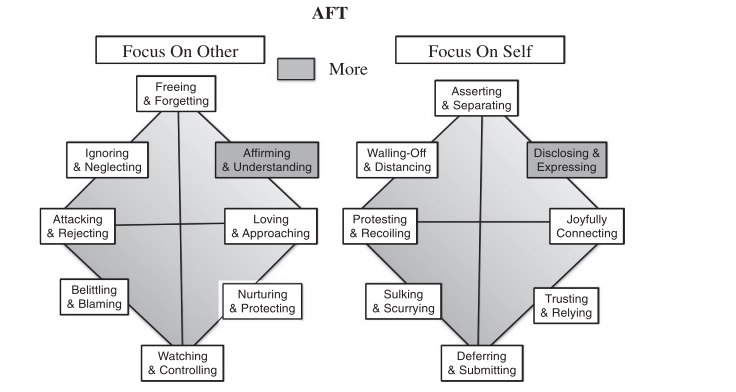 AFT
Focus On Other
Focus On Self
More
Freeing
& Forgetting
Ignoring
& Neglecting
Affirming
& Understanding
Attacking
& Rejecting
Loving
& Approaching
Belittling
& Blaming
Nurturing
& Protecting
Watching
& Controlling
Asserting
& Separating
Walling-Off
& Distancing
Disclosing &
Expressing
Protesting
& Recoiling
Joyfully
Connecting
Sulking
& Scurrying
Trusting
& Relying
Deferring
& Submitting